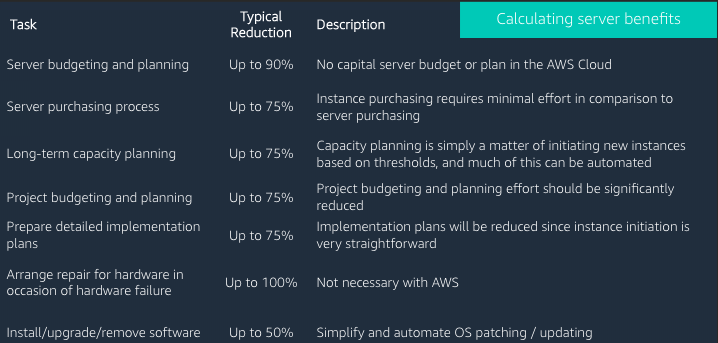 Calculating server benefits
Task
Typical
Reduction
Description
Server budgeting and planning
Up to 90%
No capital server budget or plan in the AWS Cloud
Server purchasing process
Up to 75%
Instance purchasing requires minimal effort in comparison to
server purchasing
Long-term capacity planning
Up to 75%
Capacity planning is simply a matter of initiating new instances
based on thresholds, and much of this can be automated
Project budgeting and planning
Up to 75%
Project budgeting and planning effort should be significantly
reduced
Prepare detailed implementation
plans
Up to 75%
Implementation plans will be reduced since instance initiation is
very straightforward
Arrange repair for hardware in
occasion of hardware failure
Up to 100%
Not necessary with AWS
Install/upgrade/remove software
Up to 50%
Simplify and automate OS patching / updating